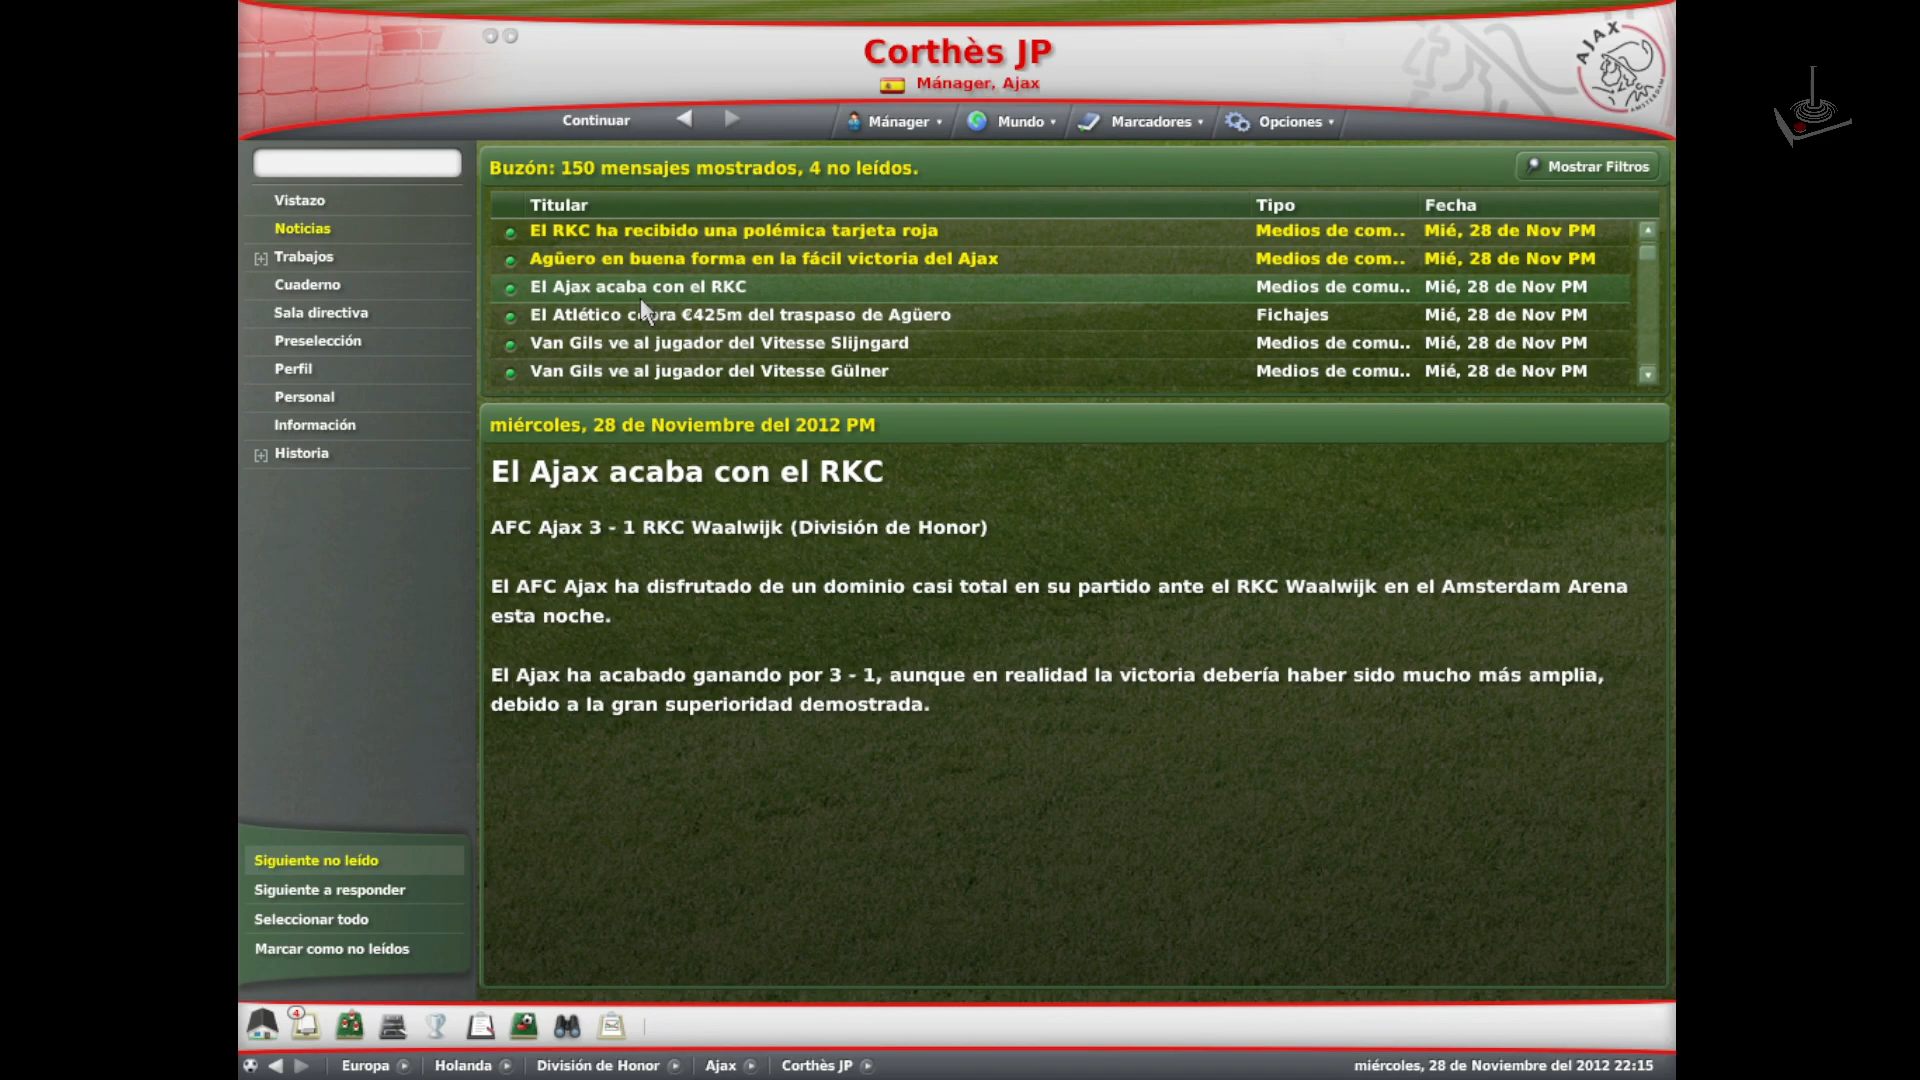 Corthès JP
Mánager, Ajax
AJAX
AMSTERDAM
Continuar
Mánager
Mundo
Marcadores
Opciones
Vistazo
Noticias
[+] Trabajos
Cuaderno
Sala directiva
Preselección
Perfil
Personal
Información
[+] Historia
Buzón: 150 mensajes mostrados, 4 no leídos.
Mostrar Filtros
Titular Tipo Fecha
El RKC ha recibido una polémica tarjeta roja Medios de com.. Mié, 28 de Nov PM
Agüero en buena forma en la fácil victoria del Ajax Medios de com.. Mié, 28 de Nov PM
El Ajax acaba con el RKC Medios de comu.. Mié, 28 de Nov PM
El Atlético cobra €425m del traspaso de Agüero Fichajes Mié, 28 de Nov PM
Van Gils ve al jugador del Vitesse Slijngard Medios de comu.. Mié, 28 de Nov PM
Van Gils ve al jugador del Vitesse Gülner Medios de comu.. Mié, 28 de Nov PM
miércoles, 28 de Noviembre del 2012 PM
El Ajax acaba con el RKC
AFC Ajax 3 - 1 RKC Waalwijk (División de Honor)
El AFC Ajax ha disfrutado de un dominio casi total en su partido ante el RKC Waalwijk en el Amsterdam Arena
esta noche.
El Ajax ha acabado ganando por 3 - 1, aunque en realidad la victoria debería haber sido mucho más amplia,
debido a la gran superioridad demostrada.
Siguiente no leído
Siguiente a responder
Seleccionar todo
Marcar como no leídos
4
Europa
Holanda
División de Honor
Ajax
Corthès JP
miércoles, 28 de Noviembre del 2012 22:15